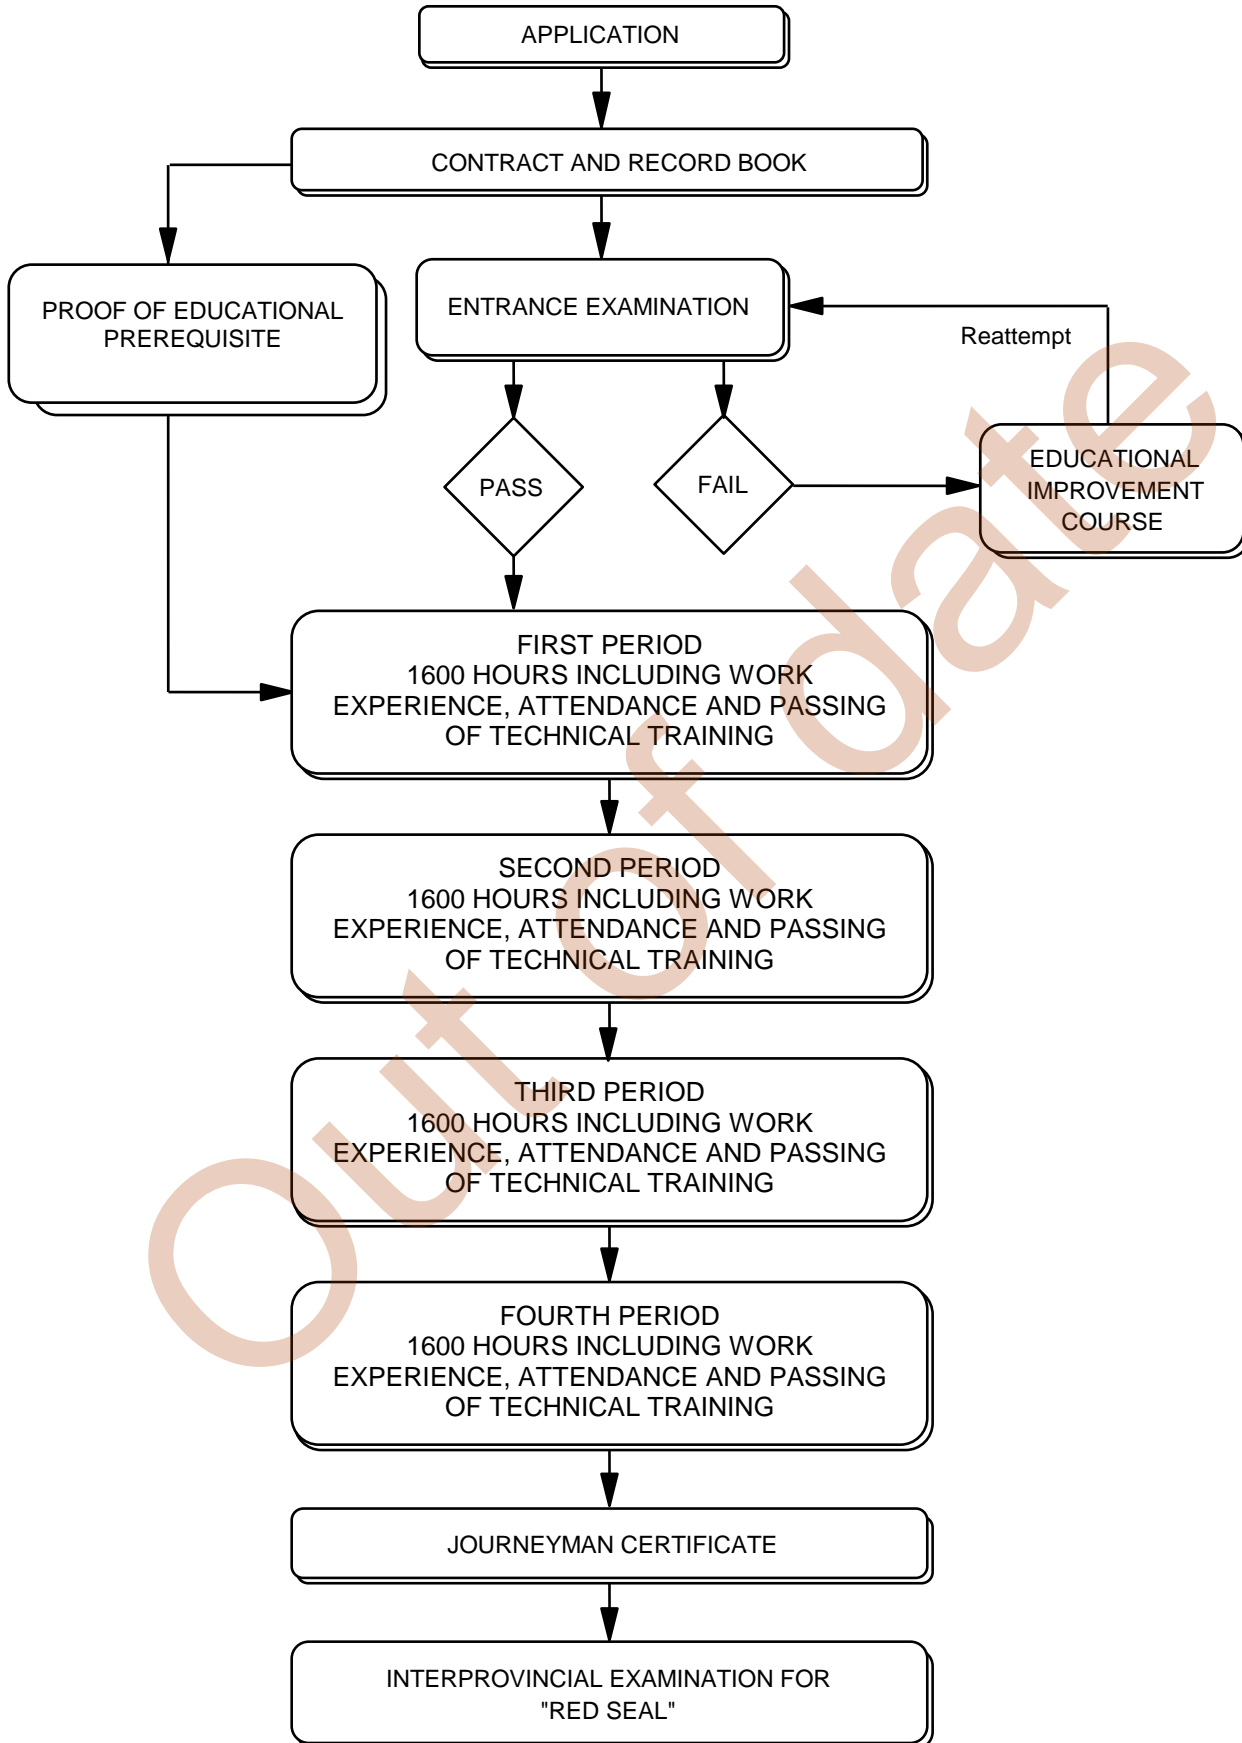 APPLICATION
CONTRACT AND RECORD BOOK
PROOF OF EDUCATIONAL
PREREQUISITE
ENTRANCE EXAMINATION
Reattempt
PASS
FAIL
EDUCATIONAL
IMPROVEMENT
COURSE
FIRST PERIOD
1600 HOURS INCLUDING WORK
EXPERIENCE, ATTENDANCE AND PASSING
OF TECHNICAL TRAINING
SECOND PERIOD
1600 HOURS INCLUDING WORK
EXPERIENCE, ATTENDANCE AND PASSING
OF TECHNICAL TRAINING
THIRD PERIOD
1600 HOURS INCLUDING WORK
EXPERIENCE, ATTENDANCE AND PASSING
OF TECHNICAL TRAINING
FOURTH PERIOD
1600 HOURS INCLUDING WORK
EXPERIENCE, ATTENDANCE AND PASSING
OF TECHNICAL TRAINING
JOURNEYMAN CERTIFICATE
INTERPROVINCIAL EXAMINATION FOR
"RED SEAL"
Out of date